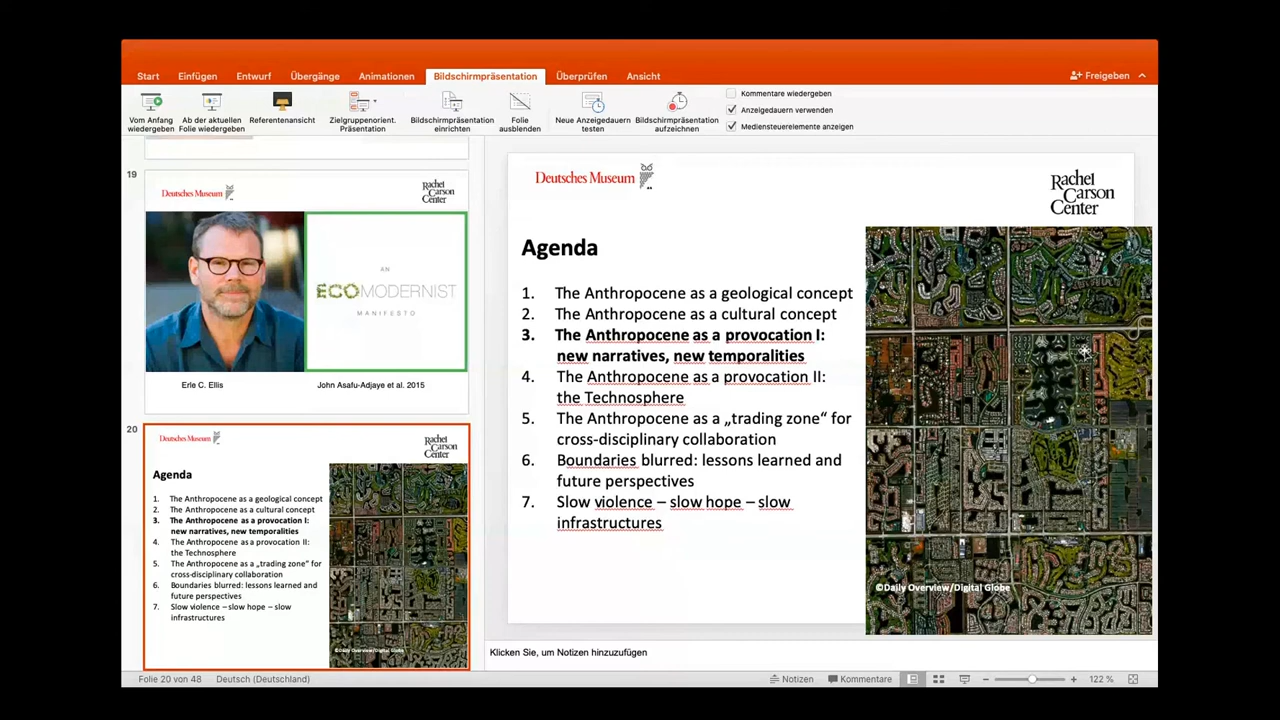 Start Einfügen Entwurf Übergänge Animationen Bildschirmpräsentation Überprüfen Ansicht Freigeben
Vom Anfang wiedergeben
Ab der aktuellen Folie wiedergeben
Referentenansicht
Zielgruppenorient. Präsentation
Bildschirmpräsentation einrichten
Folie ausblenden
Neue Anzeigedauern testen
Bildschirmpräsentation aufzeichnen
Kommentare wiedergeben
Anzeigedauern verwenden
Mediensteuerelemente anzeigen
19
Deutsches Museum
Rachel
Carson
Center
AN
ECOMODERNIST
MANIFESTO
Erle C. Ellis
John Asafu-Adjaye et al. 2015
20
Deutsches Museum
Rachel
Carson
Center
Agenda
1. The Anthropocene as a geological concept
2. The Anthropocene as a cultural concept
3. The Anthropocene as a provocation I:
new narratives, new temporalities
4. The Anthropocene as a provocation II:
the Technosphere
5. The Anthropocene as a „trading zone“ for
cross-disciplinary collaboration
6. Boundaries blurred: lessons learned and
future perspectives
7. Slow violence – slow hope – slow
infrastructures
©Daily Overview/Digital Globe
Deutsches Museum
Rachel
Carson
Center
Agenda
1. The Anthropocene as a geological concept
2. The Anthropocene as a cultural concept
3. The Anthropocene as a provocation I:
new narratives, new temporalities
4. The Anthropocene as a provocation II:
the Technosphere
5. The Anthropocene as a „trading zone“ for
cross-disciplinary collaboration
6. Boundaries blurred: lessons learned and
future perspectives
7. Slow violence – slow hope – slow
infrastructures
©Daily Overview/Digital Globe
Klicken Sie, um Notizen hinzuzufügen
Folie 20 von 48 Deutsch (Deutschland) Notizen Kommentare 122 %